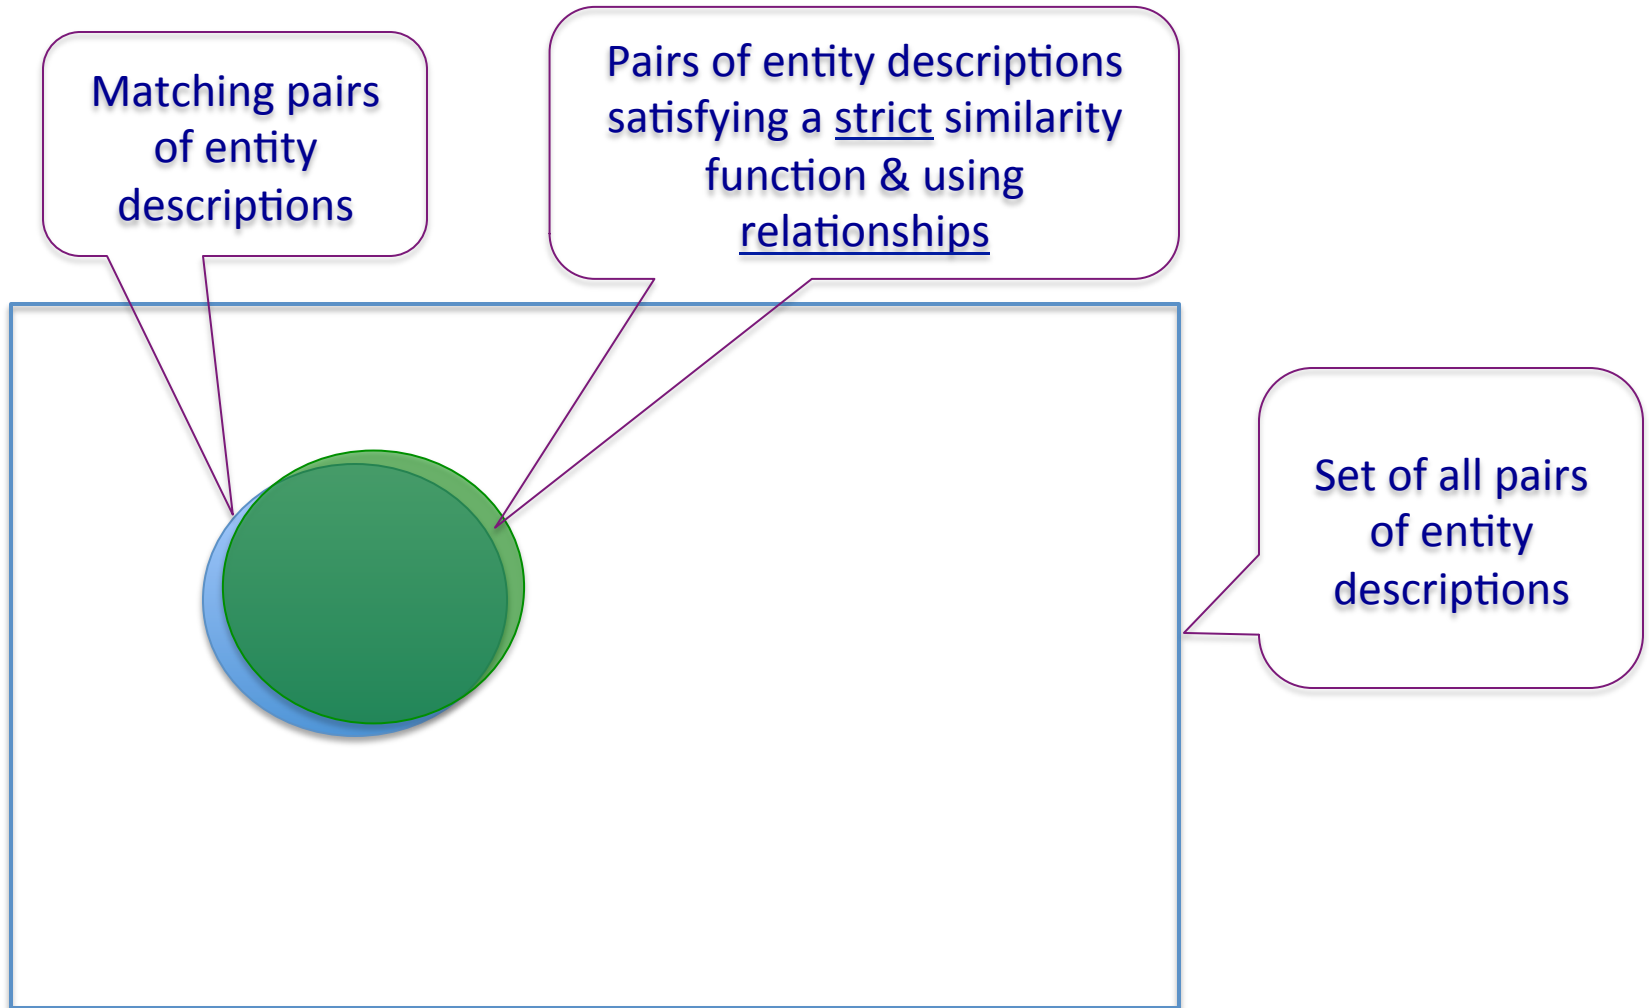 Matching pairs
of entity
descriptions
Pairs of entity descriptions
satisfying a strict similarity
function & using
relationships
Set of all pairs
of entity
descriptions